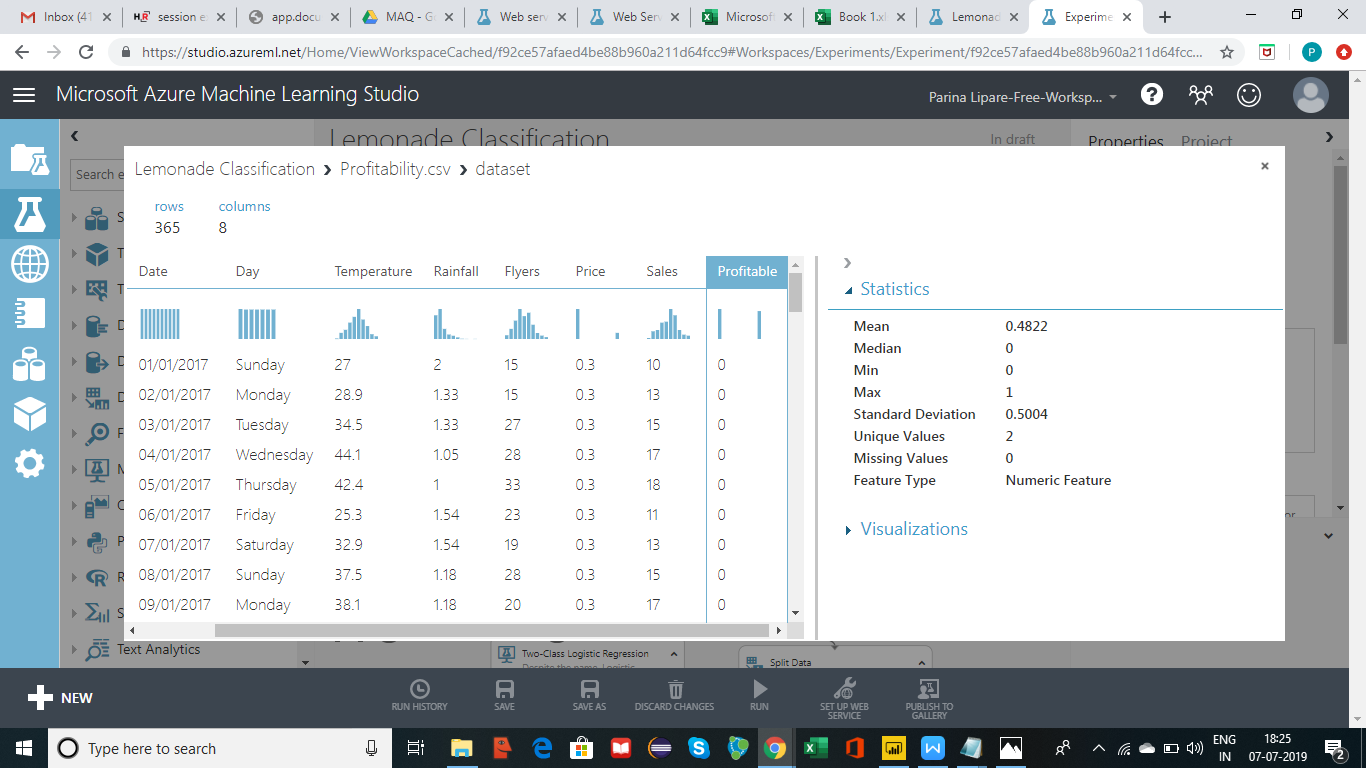 Inbox (41
session e
app.docu
MAQ - G
Web serv
Web Serv
Microsoft
Book 1.xl
Lemonad
Experime
https://studio.azureml.net/Home/ViewWorkspaceCached/f92ce57afaed4be88b960a211d64fcc9#Workspaces/Experiments/Experiment/f92ce57afaed4be88b960a211d64fcc...
P
Microsoft Azure Machine Learning Studio
Parina Lipare-Free-Worksp...
Lemonade Classification
In draft
Properties Project
Search e
Lemonade Classification > Profitability.csv > dataset
rows columns
365 8
Date Day Temperature Rainfall Flyers Price Sales Profitable
01/01/2017 Sunday 27 2 15 0.3 10 0
02/01/2017 Monday 28.9 1.33 15 0.3 13 0
03/01/2017 Tuesday 34.5 1.33 27 0.3 15 0
04/01/2017 Wednesday 44.1 1.05 28 0.3 17 0
05/01/2017 Thursday 42.4 1 33 0.3 18 0
06/01/2017 Friday 25.3 1.54 23 0.3 11 0
07/01/2017 Saturday 32.9 1.54 19 0.3 13 0
08/01/2017 Sunday 37.5 1.18 28 0.3 15 0
09/01/2017 Monday 38.1 1.18 20 0.3 17 0
Statistics
Mean 0.4822
Median 0
Min 0
Max 1
Standard Deviation 0.5004
Unique Values 2
Missing Values 0
Feature Type Numeric Feature
Visualizations
Text Analytics
Two-Class Logistic Regression
Despite the name, Logistic
Split Data
NEW
RUN HISTORY
SAVE
SAVE AS
DISCARD CHANGES
RUN
SET UP WEB
SERVICE
PUBLISH TO
GALLERY
Type here to search
ENG
IN
18:25
07-07-2019
2